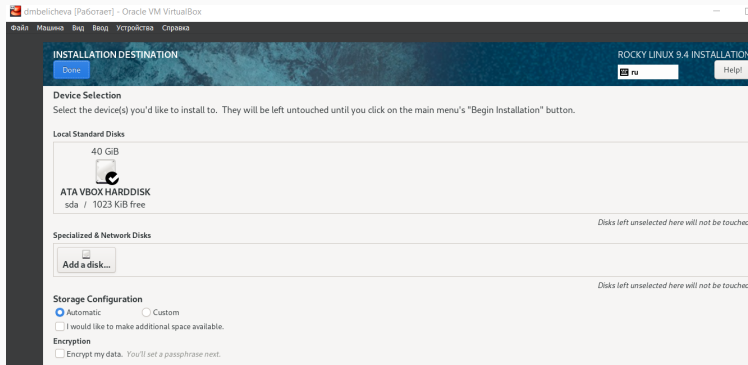 dmbelicheva [Работает] - Oracle VM VirtualBox
Файл Машина Вид Ввод Устройства Справка
INSTALLATION DESTINATION
ROCKY LINUX 9.4 INSTALLATION
Done
ru
Help!
Device Selection
Select the device(s) you'd like to install to. They will be left untouched until you click on the main menu's "Begin Installation" button.
Local Standard Disks
40 GiB
ATA VBOX HARDDISK
sda / 1023 KiB free
Disks left unselected here will not be touched
Specialized & Network Disks
Add a disk...
Disks left unselected here will not be touched
Storage Configuration
Automatic Custom
I would like to make additional space available.
Encryption
Encrypt my data. You'll set a passphrase next.